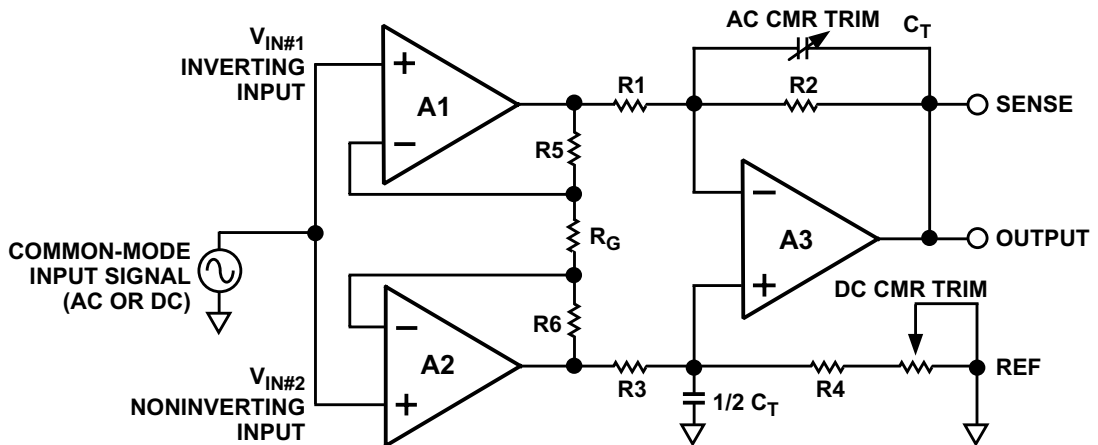 V_IN#1
INVERTING
INPUT
AC CMR TRIM
C_T
A1
+
−
R1
R2
SENSE
R5
COMMON-MODE
INPUT SIGNAL
(AC OR DC)
R_G
−
A3
+
OUTPUT
DC CMR TRIM
−
A2
+
R6
R3
R4
REF
1/2 C_T
V_IN#2
NONINVERTING
INPUT